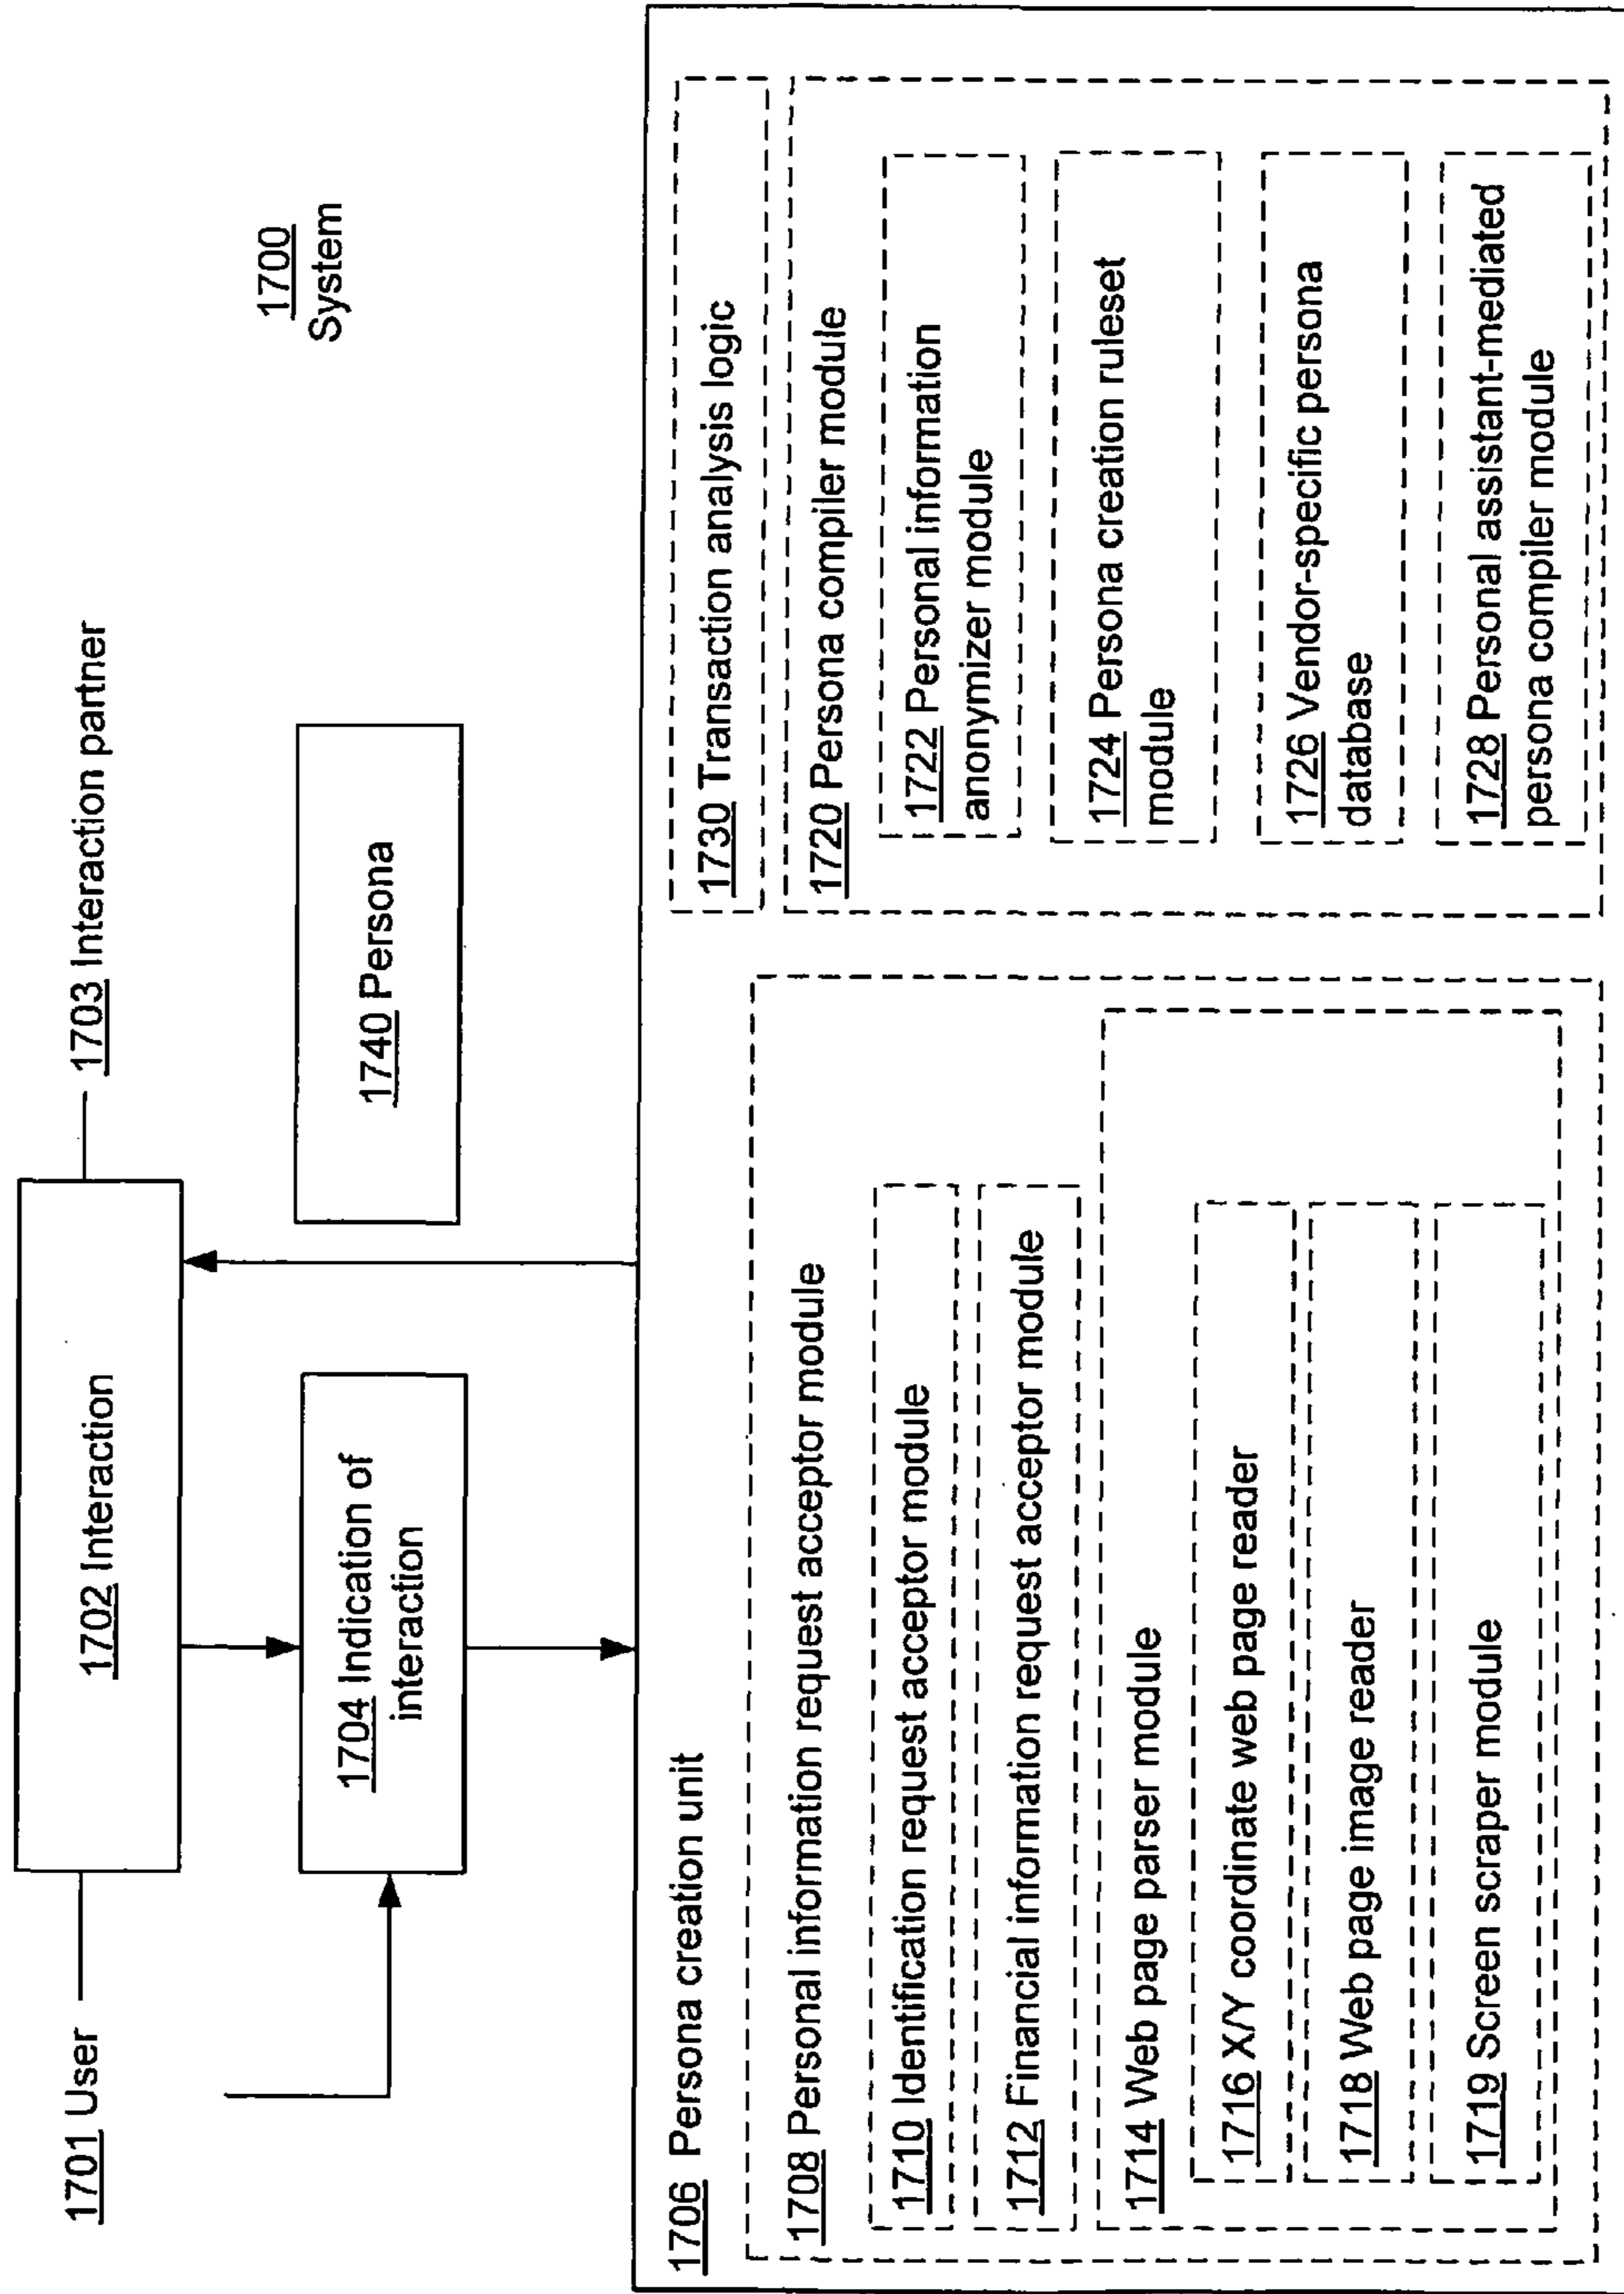 1700
System
1701 User
1702 Interaction
1703 Interaction partner
1704 Indication of
interaction
1740 Persona
1706 Persona creation unit
1708 Personal information request acceptor module
1710 Identification request acceptor module
1712 Financial information request acceptor module
1714 Web page parser module
1716 X/Y coordinate web page reader
1718 Web page image reader
1719 Screen scraper module
1730 Transaction analysis logic
1720 Persona compiler module
1722 Personal information
anonymizer module
1724 Persona creation ruleset
module
1726 Vendor-specific persona
database
1728 Personal assistant-mediated
persona compiler module